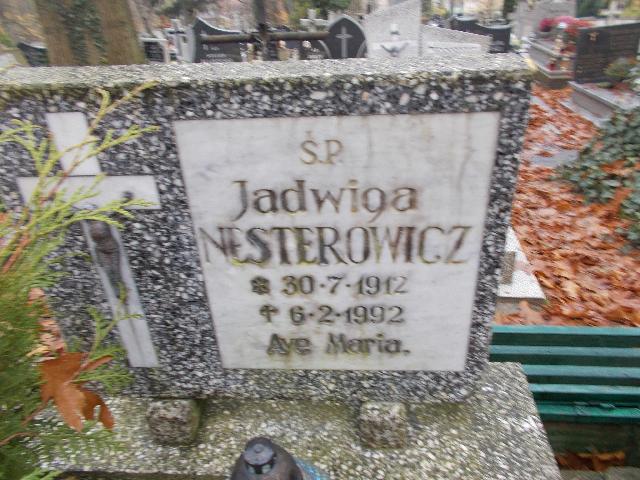 Ś.P.
Jadwiga
NESTEROWICZ
* 30·7·1912
✝ 6·2·1992
Ave Maria.